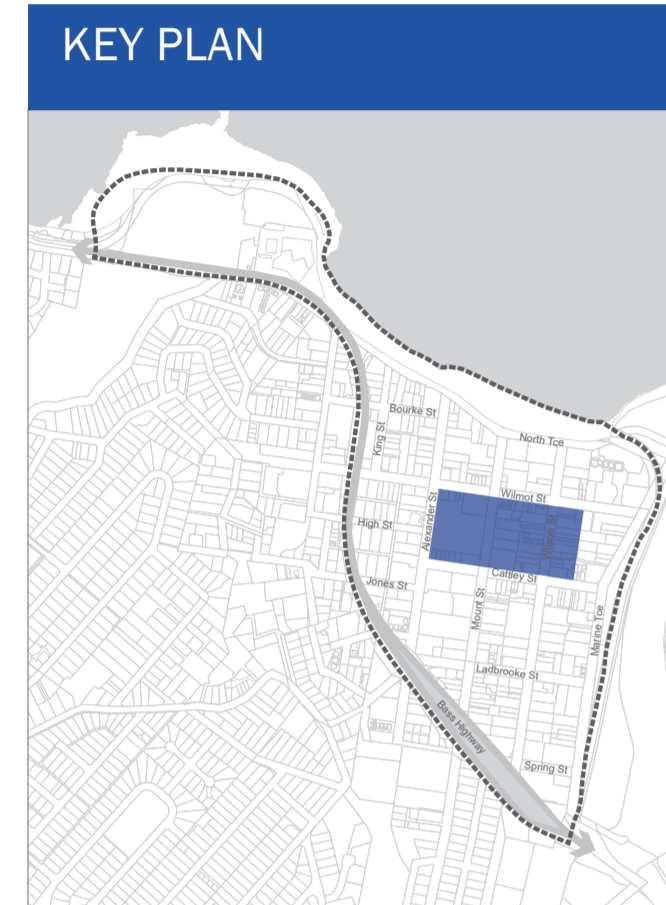 KEY PLAN
Bourke St
King St
North Tce
Wilmot St
Alexander St
High St
Wilson St
Cattley St
Jones St
Mount St
Marine Tce
Ladbrooke St
Bass Highway
Spring St